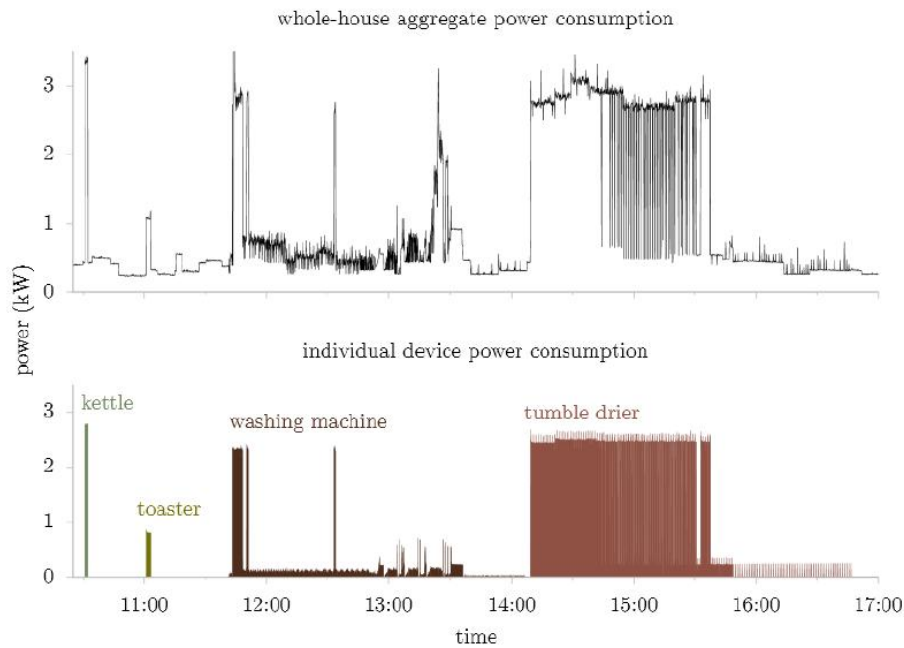 whole-house aggregate power consumption
3
2
1
0
power (kW)
individual device power consumption
kettle
washing machine
tumble drier
toaster
3
2
1
0
11:00 12:00 13:00 14:00 15:00 16:00 17:00
time